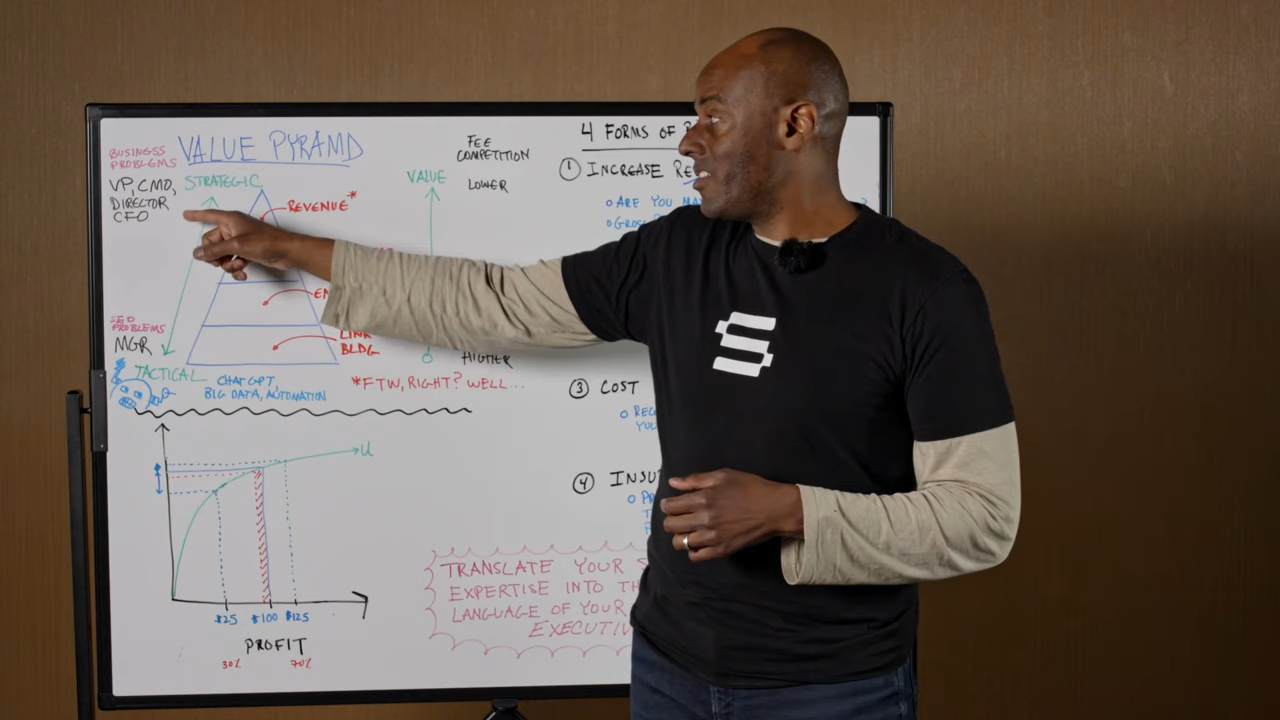 BUSINESS
PROBLEMS
VALUE PYRAMD
VP, CMO,
DIRECTOR
CFO
STRATEGIC
REVENUE*
VALUE
FEE
COMPETITION
LOWER
SEO
PROBLEMS
MGR
TACTICAL
CHATGPT,
BIG DATA, AUTOMATION
LINK
BLDG
HIGHER
*FTW, RIGHT? WELL...
U
$25 $100 $125
PROFIT
30% 70%
4 FORMS OF
1 INCREASE RE
ARE YOU MA ?
GROS
3 COST
REC
YOU
4 INSU
PR
T
TRANSLATE YOUR S
EXPERTISE INTO TH
LANGUAGE OF YOUR
EXECUTIV